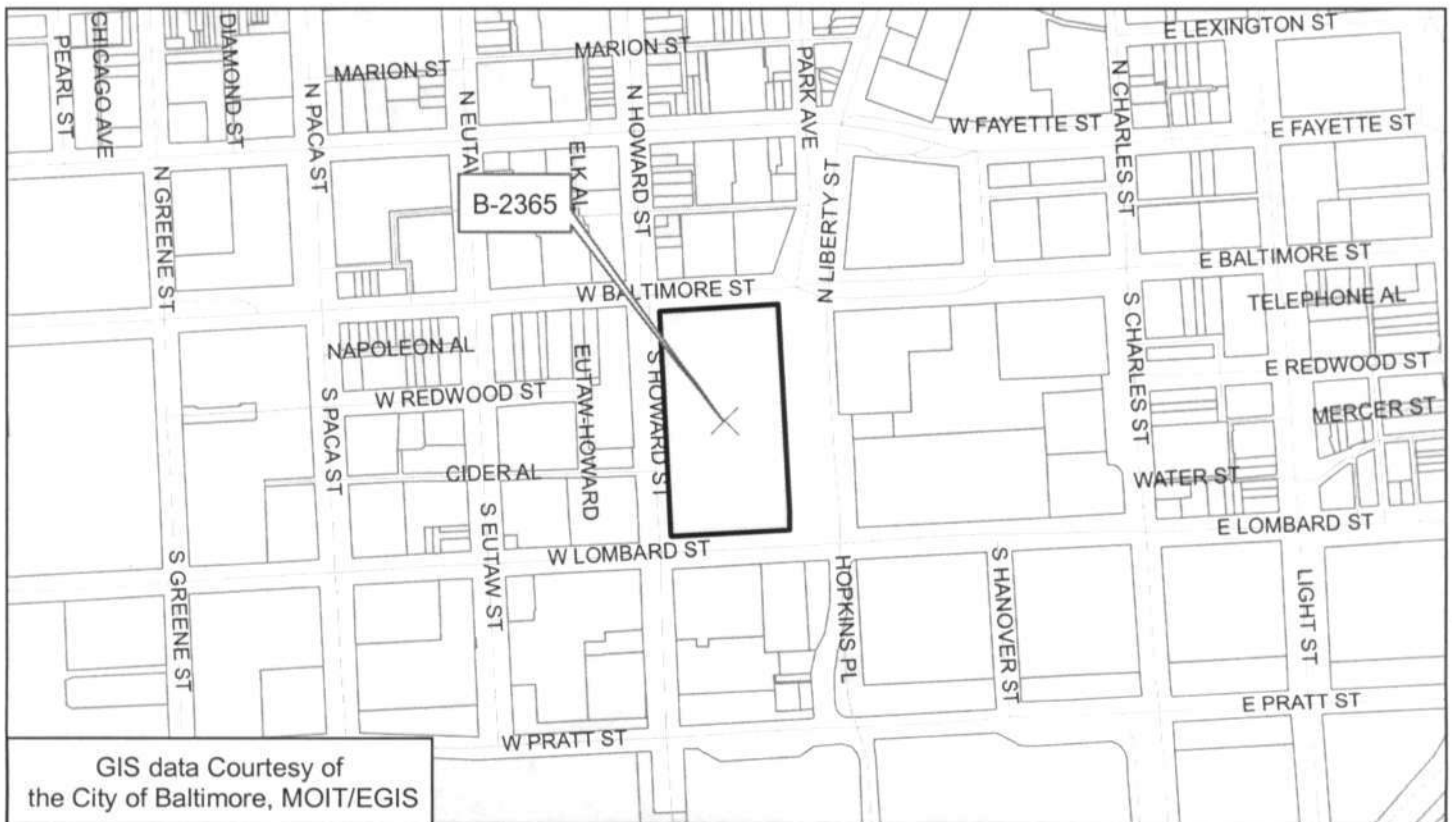 E LEXINGTON ST
MARION ST
MARION ST
PEARL ST
CHICAGO AVE
DIAMOND ST
N PACA ST
N EUTAW
N HOWARD ST
PARK AVE
N CHARLES ST
W FAYETTE ST
E FAYETTE ST
ELK AL
N GREENE ST
B-2365
N LIBERTY ST
E BALTIMORE ST
W BALTIMORE ST
TELEPHONE AL
NAPOLEON AL
S CHARLES ST
E REDWOOD ST
W REDWOOD ST
S HOWARD ST
EUTAW-HOWARD
S PACA ST
MERCER ST
CIDER AL
WATER ST
E LOMBARD ST
W LOMBARD ST
S EUTAW ST
S GREENE ST
HOPKINS PL
S HANOVER ST
LIGHT ST
E PRATT ST
W PRATT ST
GIS data Courtesy of
the City of Baltimore, MOIT/EGIS